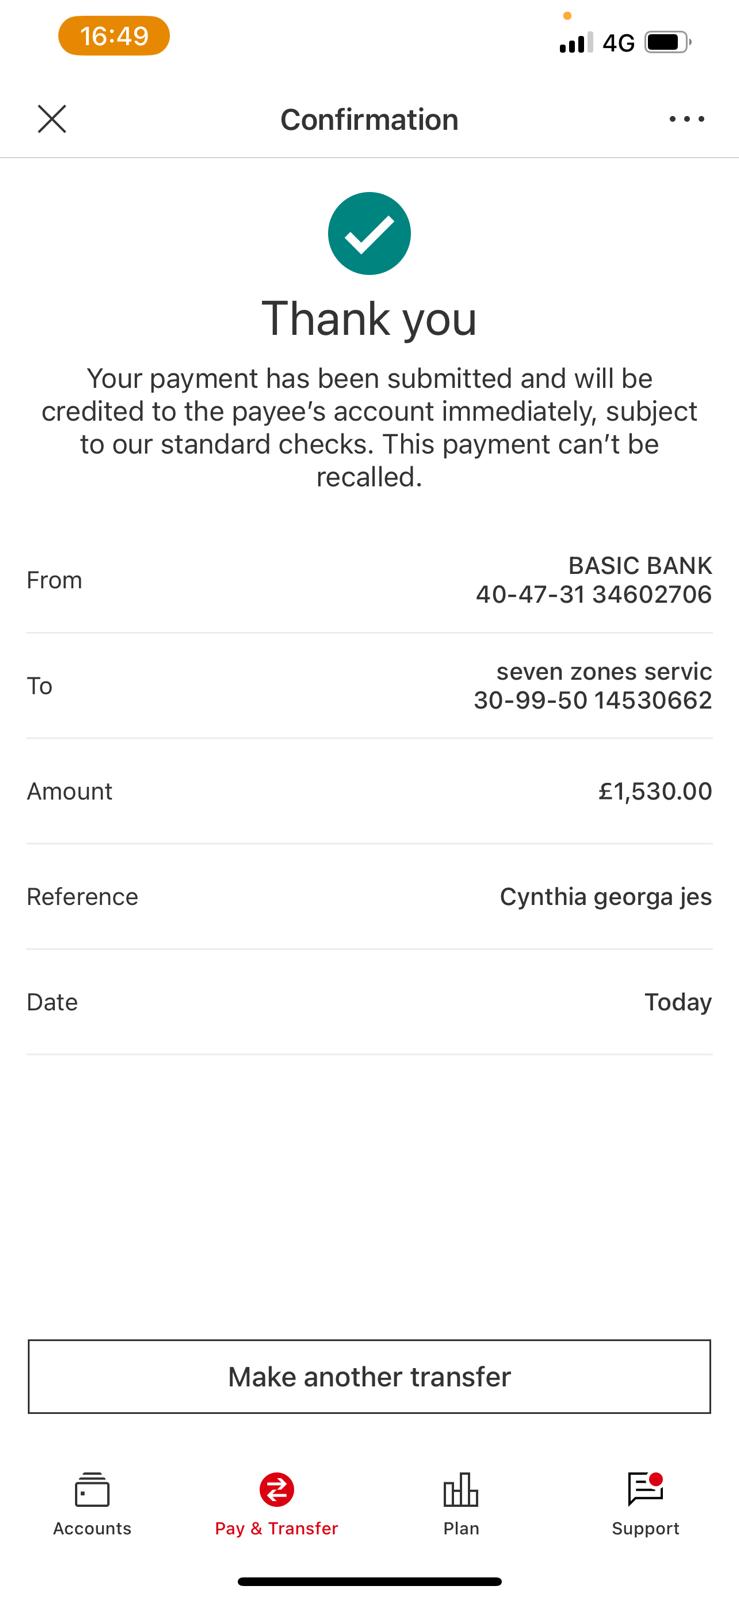 16:49
4G
Confirmation
Thank you
Your payment has been submitted and will be
credited to the payee’s account immediately, subject
to our standard checks. This payment can’t be
recalled.
From
BASIC BANK
40-47-31 34602706
To
seven zones servic
30-99-50 14530662
Amount
£1,530.00
Reference
Cynthia georga jes
Date
Today
Make another transfer
Accounts
Pay & Transfer
Plan
Support